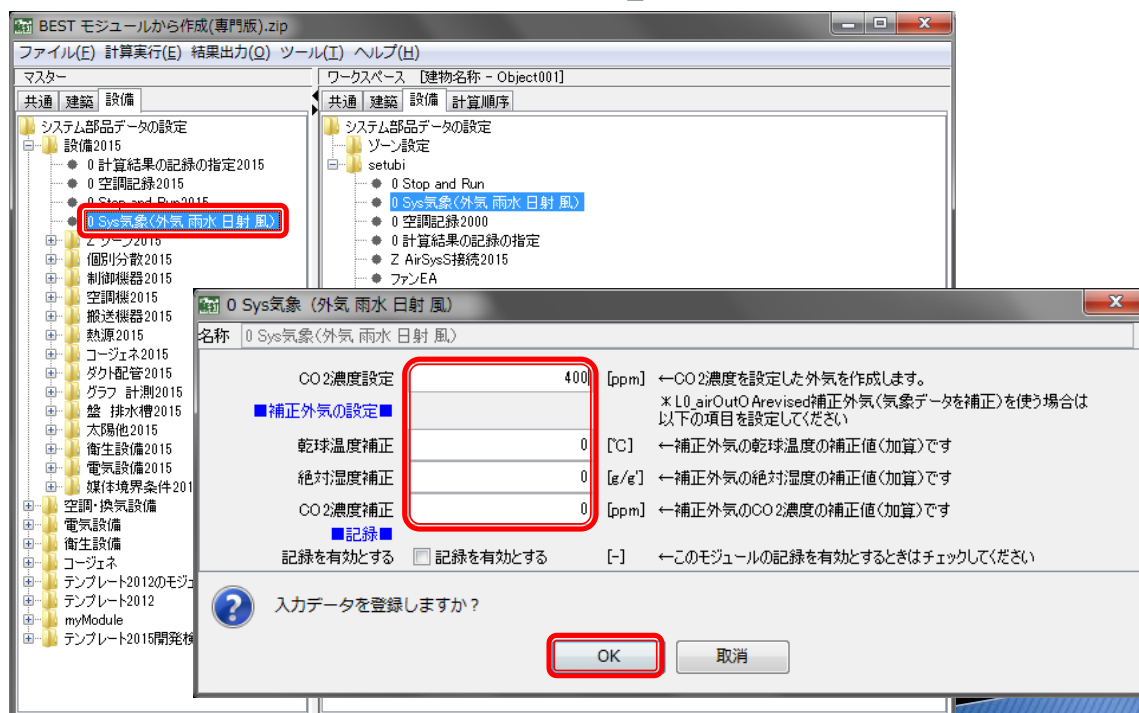 BEST モジュールから作成(専門版).zip
ファイル(F) 計算実行(E) 結果出力(O) ツール(T) ヘルプ(H)
マスター
共通 建築 設備
システム部品データの設定
設備2015
0 計算結果の記録の指定2015
0 空調記録2015
0 Stop and Run2015
0 Sys気象(外気 雨水 日射 風)
Z ゾーン2015
個別分散2015
制御機器2015
空調機2015
搬送機器2015
熱源2015
コージェネ2015
ダクト配管2015
グラフ 計測2015
盤 排水槽2015
太陽他2015
衛生設備2015
電気設備2015
媒体境界条件201
空調・換気設備
電気設備
衛生設備
コージェネ
テンプレート2012のモジュ
テンプレート2012
myModule
テンプレート2015開発検
ワークスペース [建物名称 - Object001]
共通 建築 設備 計算順序
システム部品データの設定
ゾーン設定
setubi
0 Stop and Run
0 Sys気象(外気 雨水 日射 風)
0 空調記録2000
0 計算結果の記録の指定
Z AirSysS接続2015
ファンEA
0 Sys気象 (外気 雨水 日射 風)
名称 0 Sys気象(外気 雨水 日射 風)
CO2濃度設定 400 [ppm] ←CO2濃度を設定した外気を作成します。
■補正外気の設定■ *L0_airOutOArevised補正外気(気象データを補正)を使う場合は
以下の項目を設定してください
乾球温度補正 0 [℃] ←補正外気の乾球温度の補正値(加算)です
絶対湿度補正 0 [g/g'] ←補正外気の絶対湿度の補正値(加算)です
CO2濃度補正 0 [ppm] ←補正外気のCO2濃度の補正値(加算)です
■記録■
記録を有効とする 記録を有効とする [-] ←このモジュールの記録を有効とするときはチェックしてください
入力データを登録しますか?
OK 取消